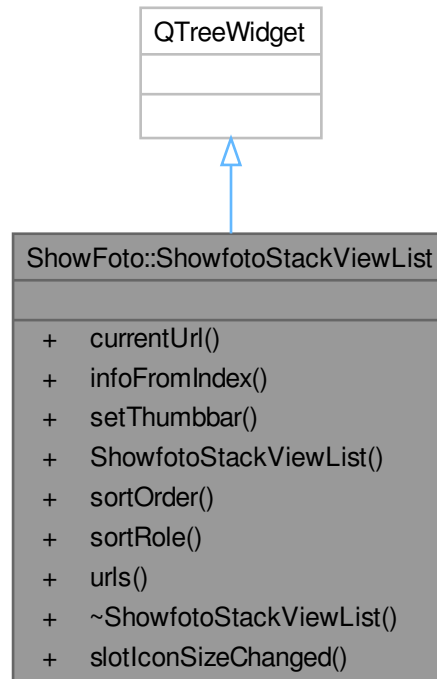 QTreeWidget
ShowFoto::ShowfotoStackViewList
+ currentUrl()
+ infoFromIndex()
+ setThumbbar()
+ ShowfotoStackViewList()
+ sortOrder()
+ sortRole()
+ urls()
+ ~ShowfotoStackViewList()
+ slotIconSizeChanged()